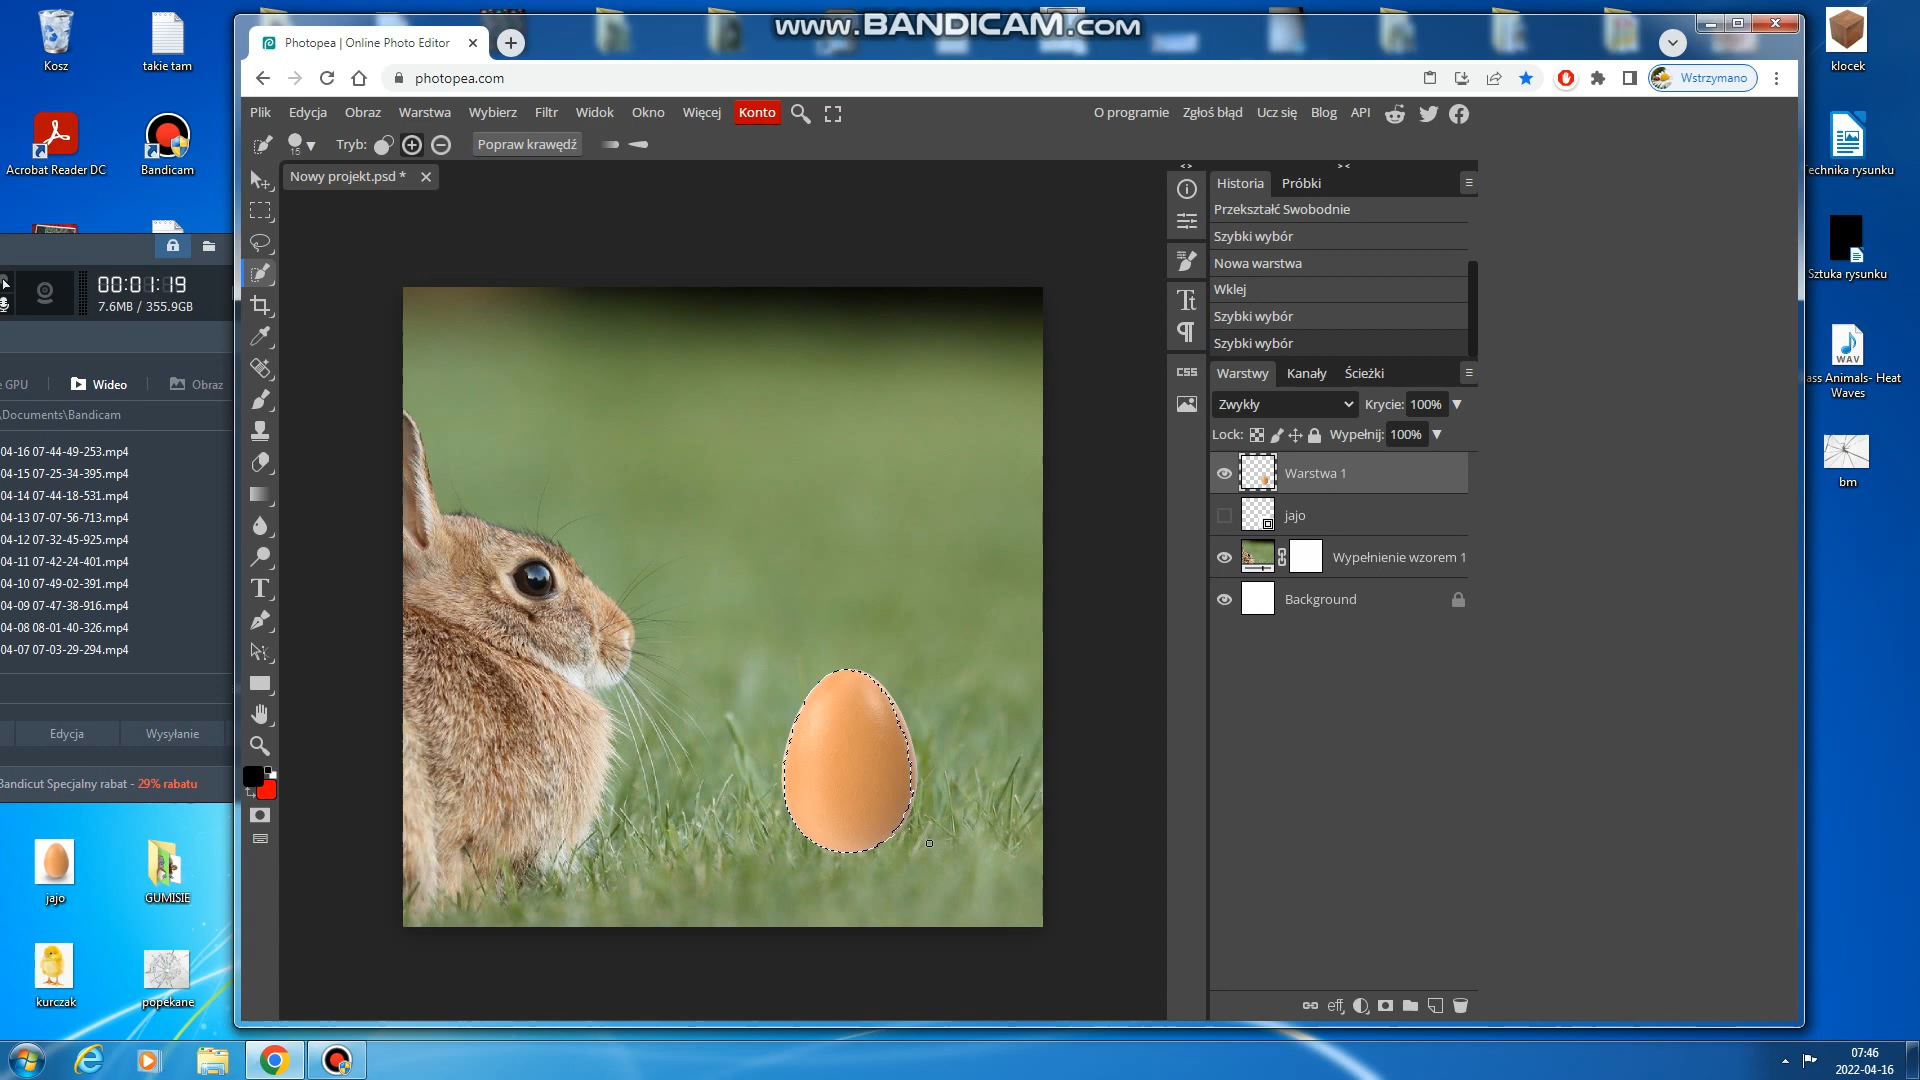 www.BANDICAM.com
Kosz
takie tam
Acrobat Reader DC
Bandicam
00:01:19
7.6MB / 355.9GB
e GPU
Wideo
Obraz
\Documents\Bandicam
04-16 07-44-49-253.mp4
04-15 07-25-34-395.mp4
04-14 07-44-18-531.mp4
04-13 07-07-56-713.mp4
04-12 07-32-45-925.mp4
04-11 07-42-24-401.mp4
04-10 07-49-02-391.mp4
04-09 07-47-38-916.mp4
04-08 08-01-40-326.mp4
04-07 07-03-29-294.mp4
Edycja
Wysyłanie
Bandicut Specjalny rabat - 29% rabatu
jajo
GUMISIE
kurczak
popękane
Photopea | Online Photo Editor
photopea.com
Wstrzymano
Plik Edycja Obraz Warstwa Wybierz Filtr Widok Okno Więcej Konto
O programie Zgłoś błąd Ucz się Blog API
15
Tryb:
Popraw krawędź
Nowy projekt.psd *
Historia Próbki
Przekształć Swobodnie
Szybki wybór
Nowa warstwa
Wklej
Szybki wybór
Szybki wybór
CSS
Warstwy Kanały Ścieżki
Zwykły
Krycie: 100%
Lock:
Wypełnij: 100%
Warstwa 1
jajo
Wypełnienie wzorem 1
Background
eff
klocek
Technika rysunku
Sztuka rysunku
WAV
ass Animals- Heat
Waves
bm
07:46
2022-04-16